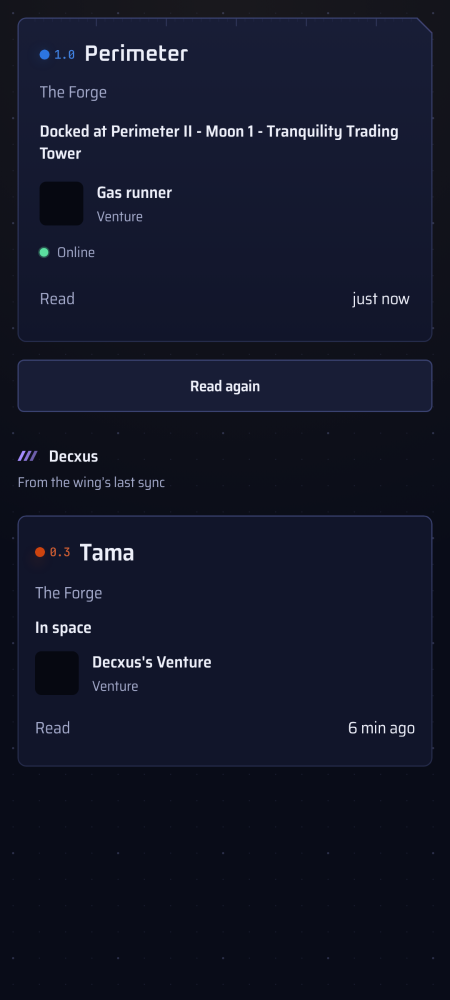 1.0 Perimeter
The Forge
Docked at Perimeter II - Moon 1 - Tranquility Trading
Tower
Gas runner
Venture
Online
Read just now
Read again
Decxus
From the wing's last sync
0.3 Tama
The Forge
In space
Decxus's Venture
Venture
Read 6 min ago